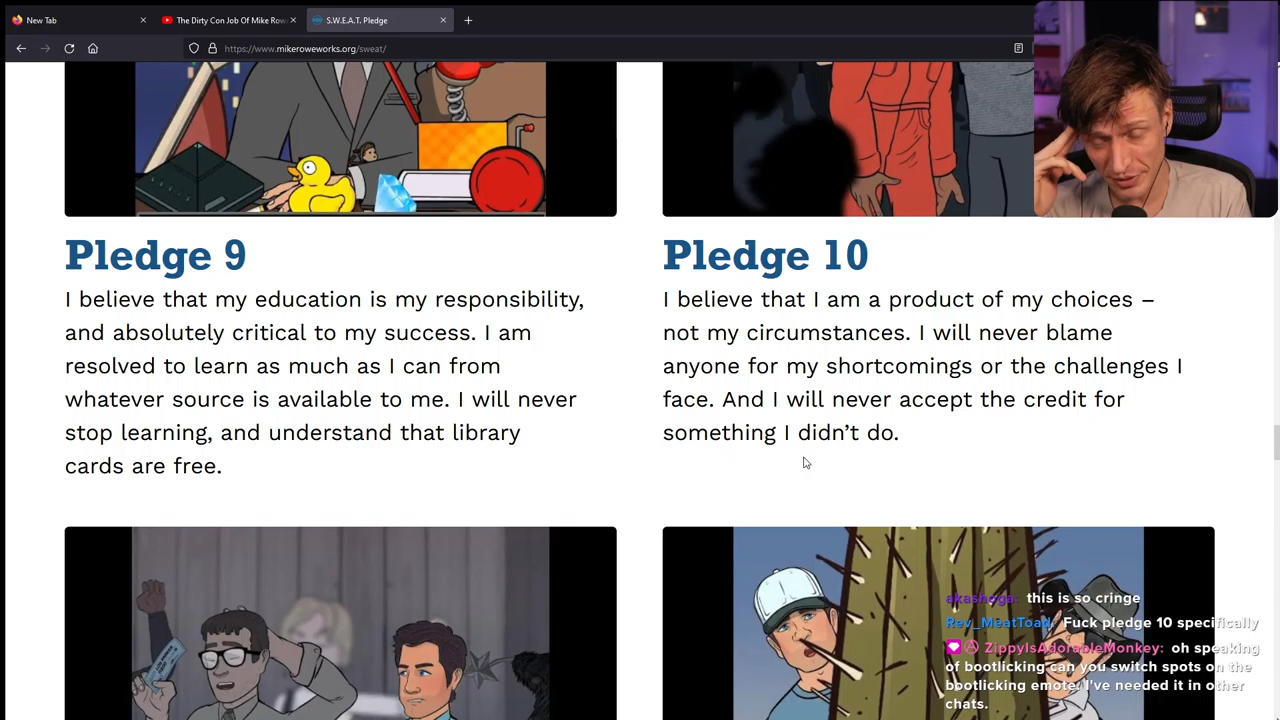 New Tab
The Dirty Con Job Of Mike Row
S.W.E.A.T. Pledge
https://www.mikeroweworks.org/sweat/
Pledge 9
I believe that my education is my responsibility,
and absolutely critical to my success. I am
resolved to learn as much as I can from
whatever source is available to me. I will never
stop learning, and understand that library
cards are free.
Pledge 10
I believe that I am a product of my choices –
not my circumstances. I will never blame
anyone for my shortcomings or the challenges I
face. And I will never accept the credit for
something I didn’t do.
akashoga: this is so cringe
Rev_MeatToad: Fuck pledge 10 specifically
ZippyIsAdorableMonkey: oh speaking
of bootlicking can you switch spots on the
bootlicking emote. I've needed it in other
chats.